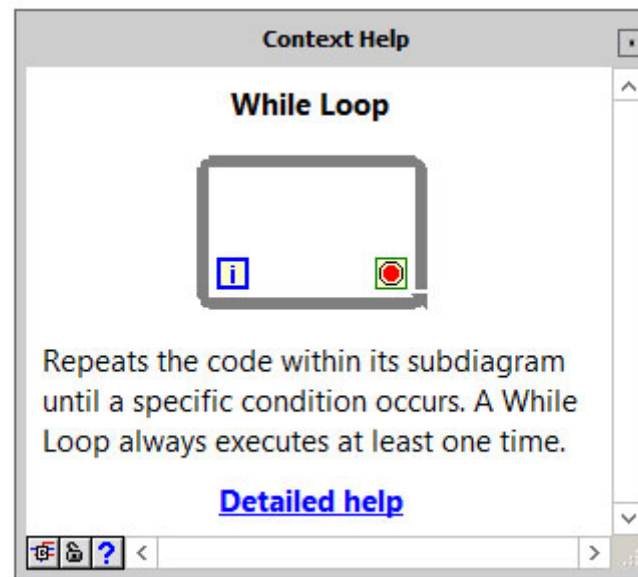 Context Help
While Loop
i
Repeats the code within its subdiagram
until a specific condition occurs. A While
Loop always executes at least one time.
Detailed help
?